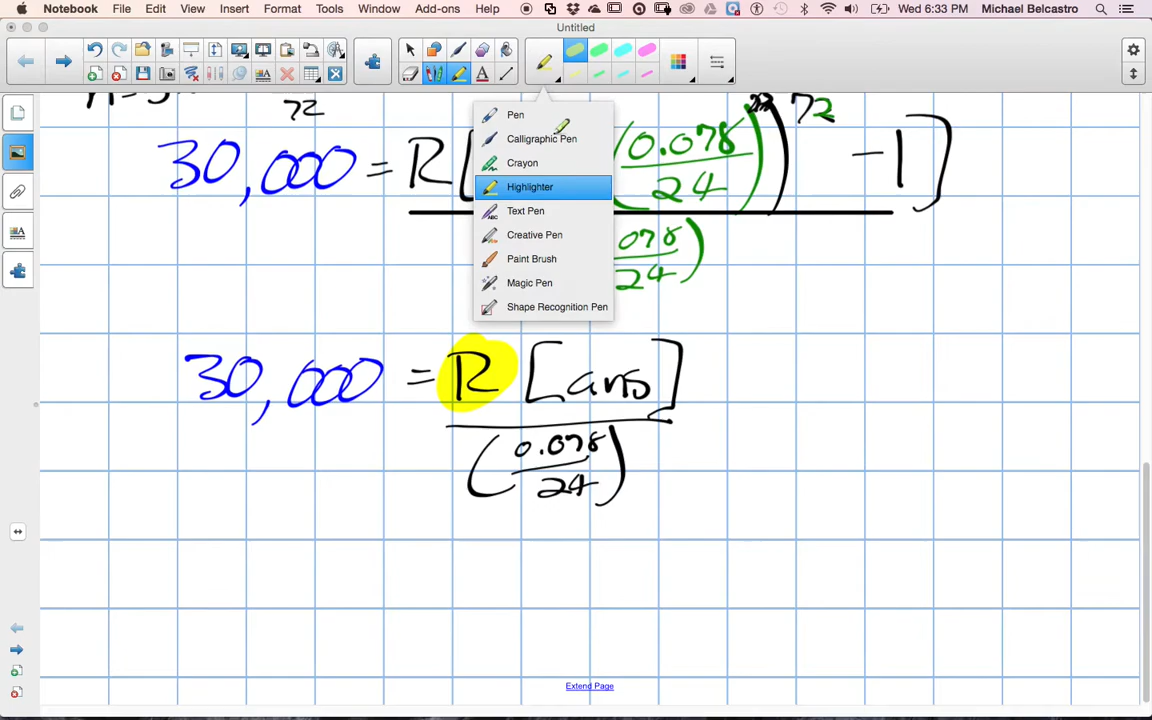 Notebook File Edit View Insert Format Tools Window Add-ons Help Wed 6:33 PM Michael Belcastro
Untitled
72
72
30,000 = R[ (0.078/24))
-1]
Pen
Calligraphic Pen
Crayon
Highlighter
Text Pen
Creative Pen
Paint Brush
Magic Pen
Shape Recognition Pen
078/24)
30,000 = R [ans]
(0.078/24)
Extend Page